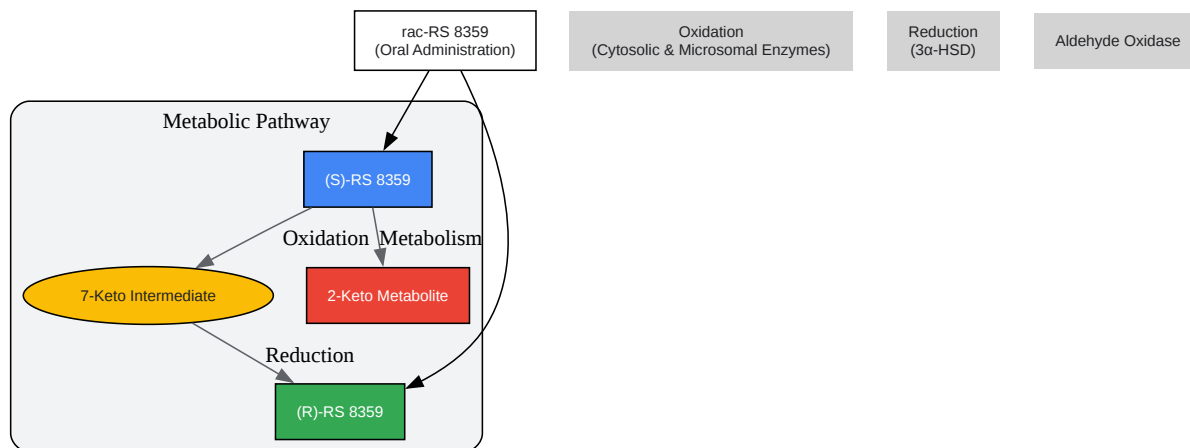 rac-RS 8359
(Oral Administration)
Oxidation
(Cytosolic & Microsomal Enzymes)
Reduction
(3α-HSD)
Aldehyde Oxidase
Metabolic Pathway
(S)-RS 8359
Oxidation
Metabolism
7-Keto Intermediate
2-Keto Metabolite
Reduction
(R)-RS 8359